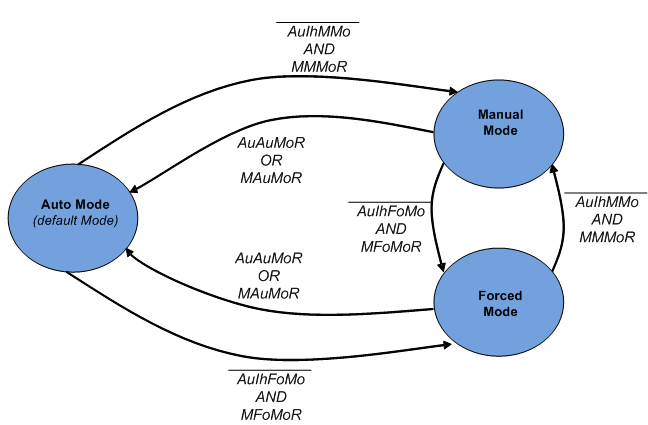 AuIhMMo
AND
MMMoR
Manual
Mode
AuAuMoR
OR
MAuMoR
Auto Mode
(default Mode)
AuIhFoMo
AND
MFoMoR
AuIhMMo
AND
MMMoR
AuAuMoR
OR
MAuMoR
Forced
Mode
AuIhFoMo
AND
MFoMoR